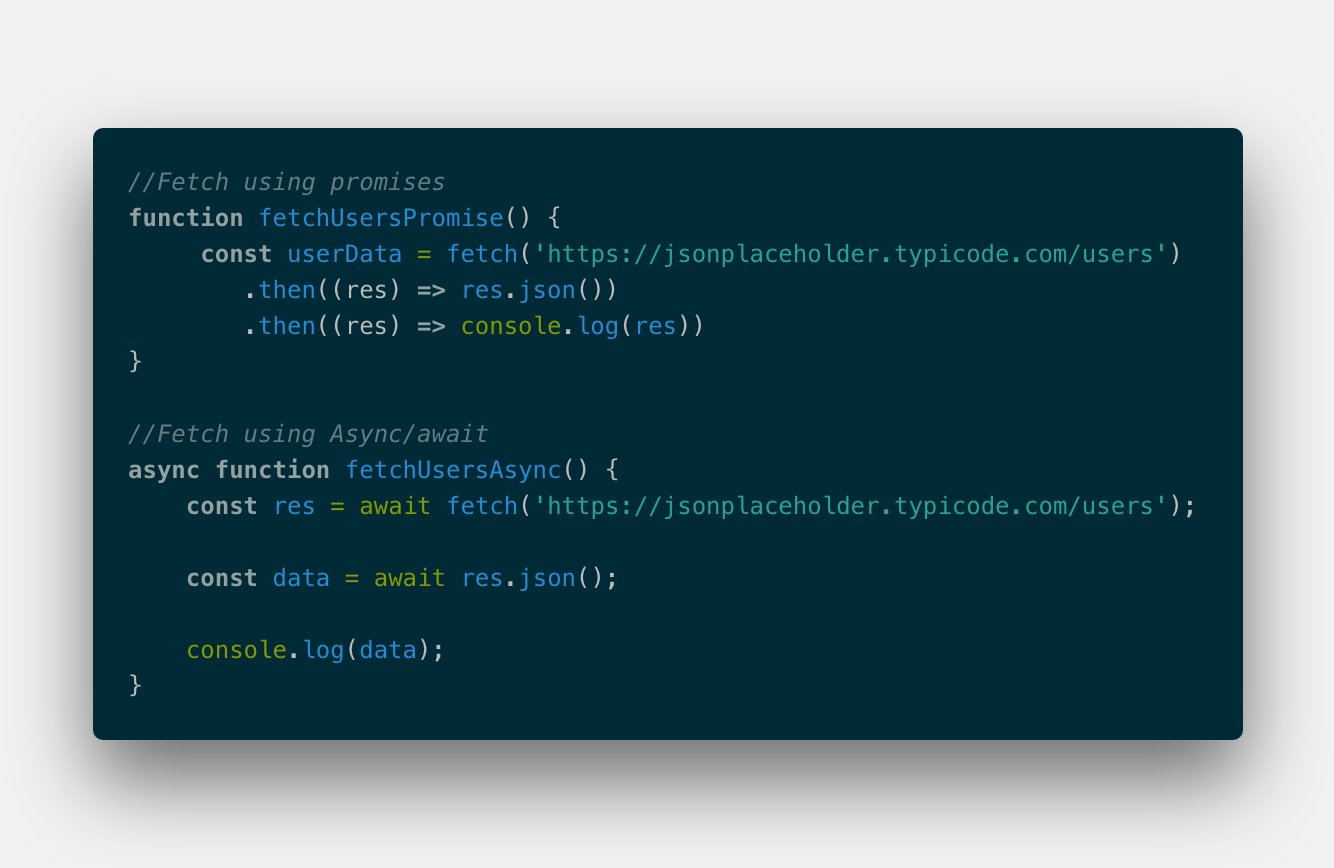 //Fetch using promises
function fetchUsersPromise() {
     const userData = fetch('https://jsonplaceholder.typicode.com/users')
        .then((res) => res.json())
        .then((res) => console.log(res))
}

//Fetch using Async/await
async function fetchUsersAsync() {
    const res = await fetch('https://jsonplaceholder.typicode.com/users');

    const data = await res.json();

    console.log(data);
}